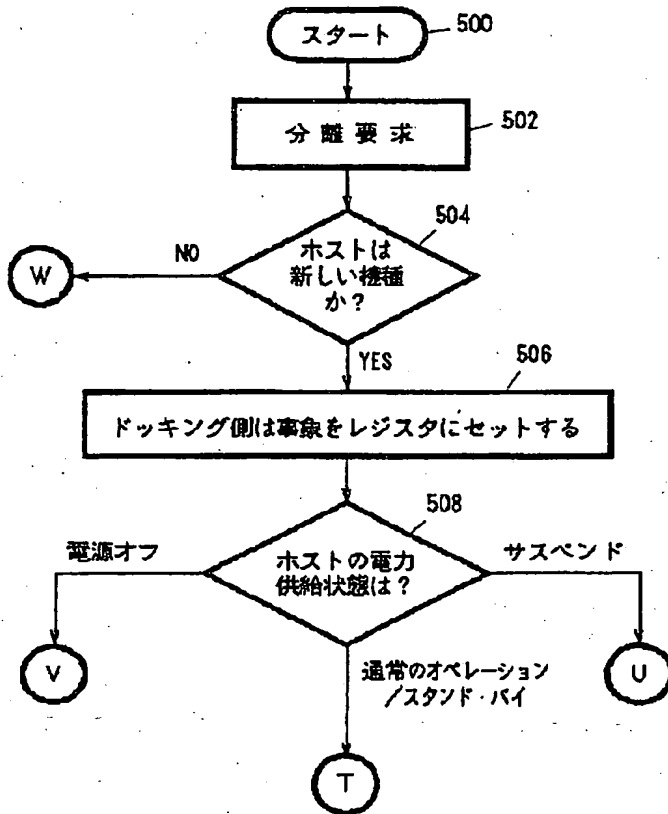 スタート
500
分離要求
502
504
ホストは
新しい機種
か？
NO
W
YES
506
ドッキング側は事象をレジスタにセットする
508
電源オフ
ホストの電力
供給状態は？
サスペンド
V
通常のオペレーション
/スタンド・バイ
U
T